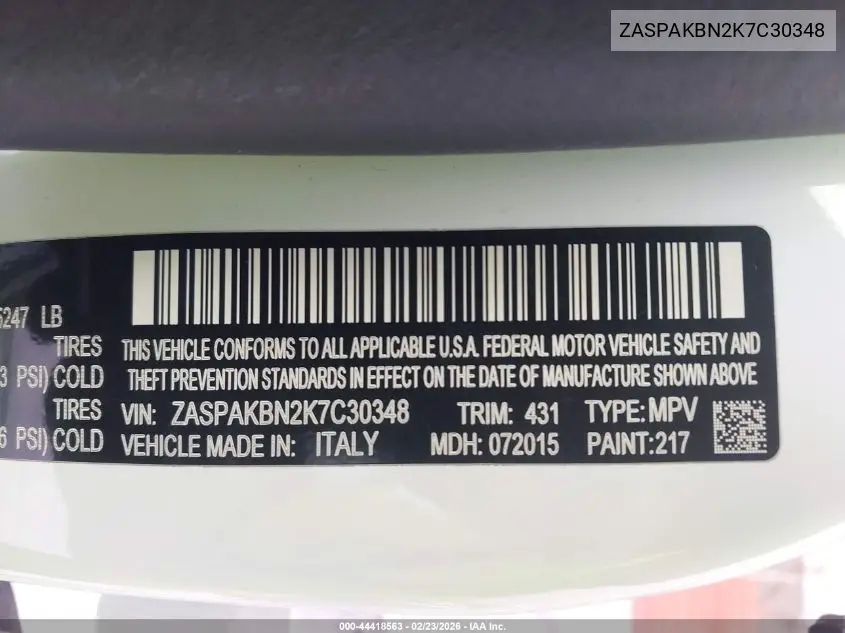 ZASPAKBN2K7C30348
5247 LB
TIRES
3 PSI) COLD
TIRES
6 PSI) COLD
THIS VEHICLE CONFORMS TO ALL APPLICABLE U.S.A. FEDERAL MOTOR VEHICLE SAFETY AND
THEFT PREVENTION STANDARDS IN EFFECT ON THE DATE OF MANUFACTURE SHOWN ABOVE
VIN: ZASPAKBN2K7C30348 TRIM: 431 TYPE: MPV
VEHICLE MADE IN: ITALY MDH: 072015 PAINT:217
000-44418563 - 02/23/2026 - IAA Inc.